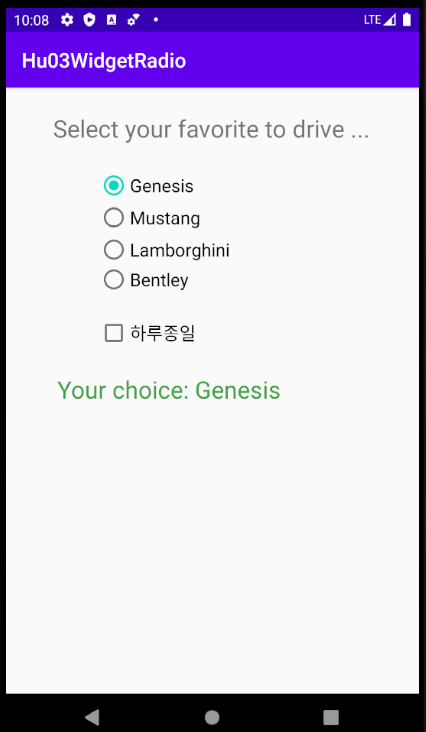 10:08 LTE
Hu03WidgetRadio
Select your favorite to drive ...
Genesis
Mustang
Lamborghini
Bentley
하루종일
Your choice: Genesis